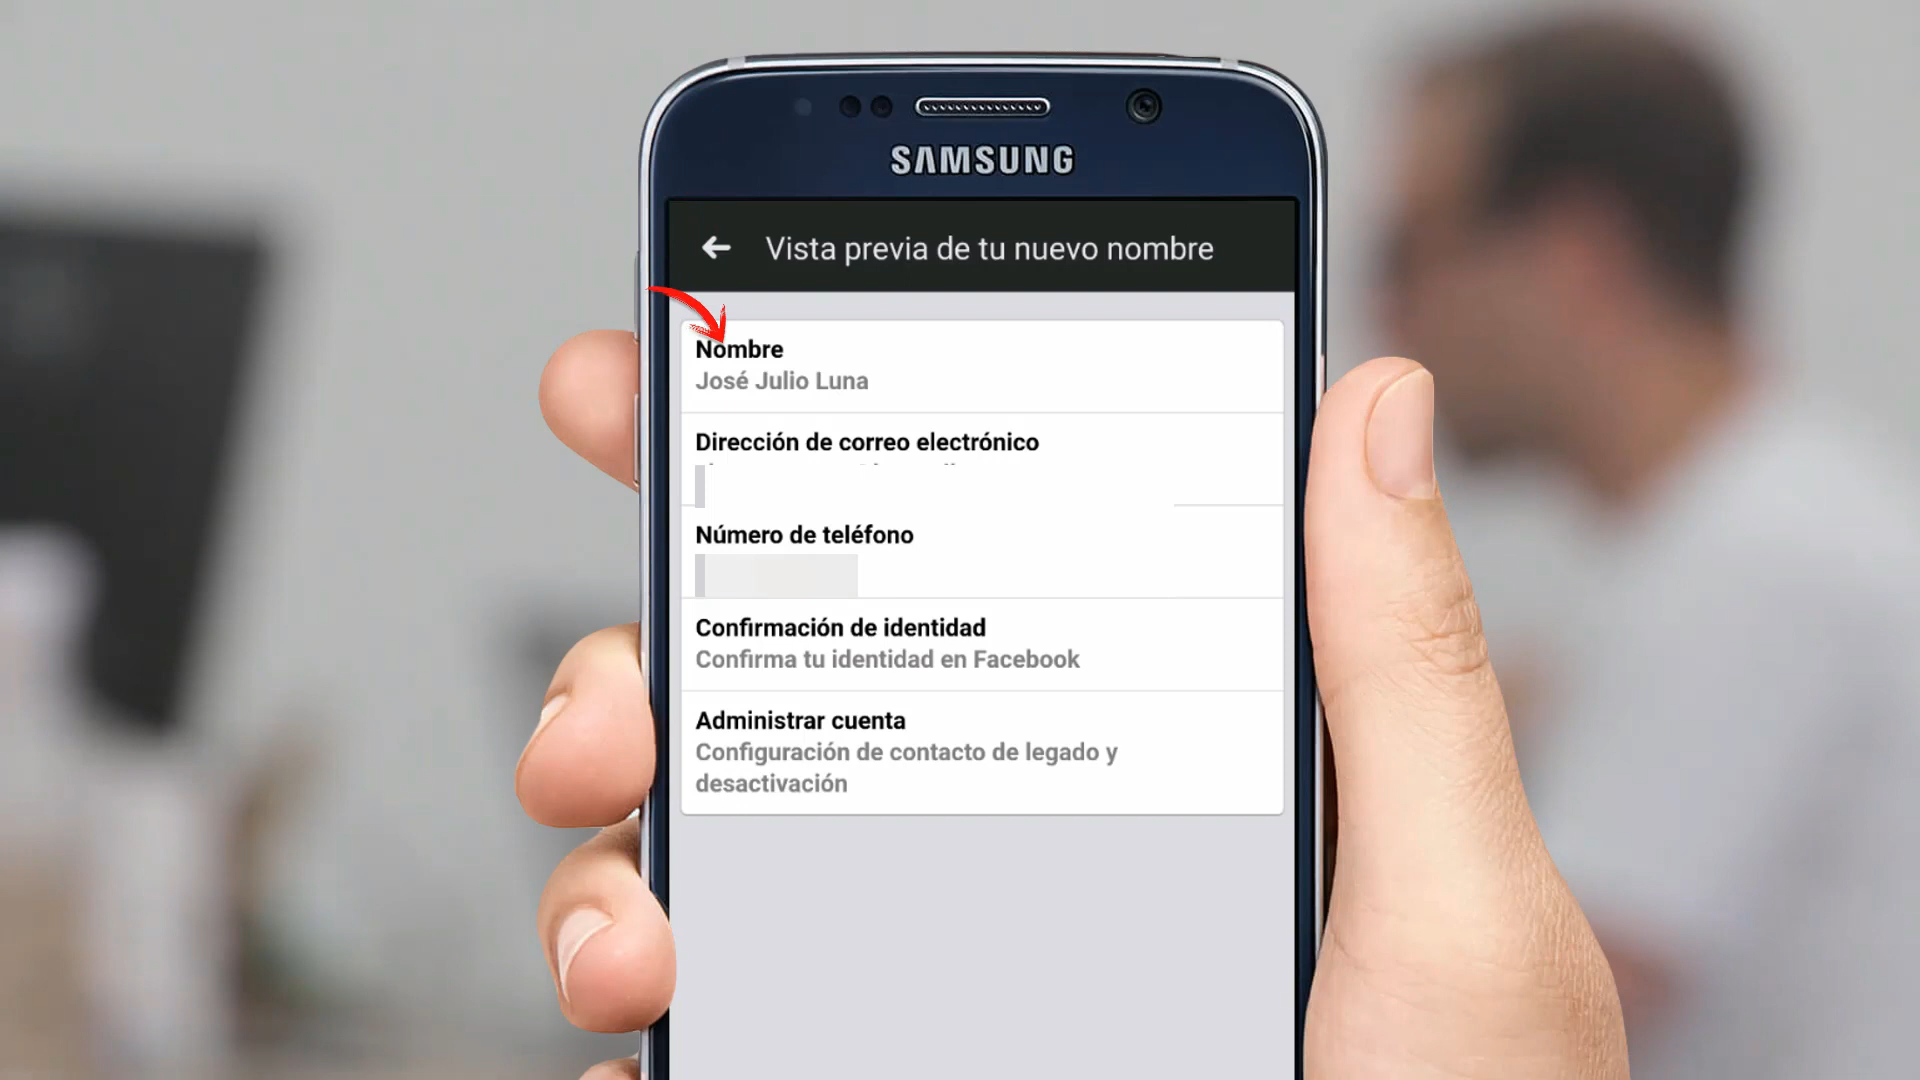 SAMSUNG
Vista previa de tu nuevo nombre
Nombre
José Julio Luna
Dirección de correo electrónico
Número de teléfono
Confirmación de identidad
Confirma tu identidad en Facebook
Administrar cuenta
Configuración de contacto de legado y
desactivación